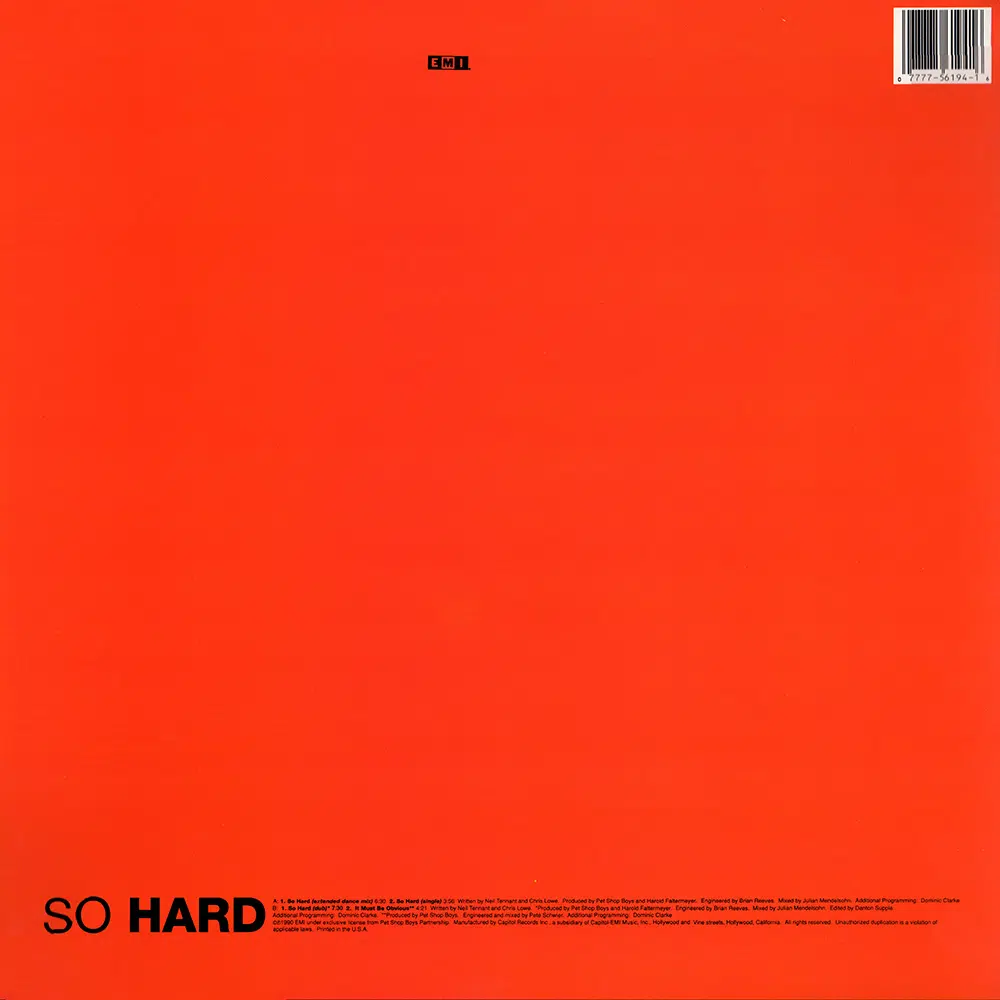 EMI
0 7777-56194-1 6
SO HARD
A: 1. So Hard (extended dance mix) 6:30 2. So Hard (single) 3:56 Written by Neil Tennant and Chris Lowe. Produced by Pet Shop Boys and Harold Faltermeyer. Engineered by Brian Reeves. Mixed by Julian Mendelsohn. Additional Programming: Dominic Clarke
B: 1. So Hard (dub)* 7:30 2. It Must Be Obvious** 4:21 Written by Neil Tennant and Chris Lowe. *Produced by Pet Shop Boys and Harold Faltermeyer. Engineered by Brian Reeves. Mixed by Julian Mendelsohn. Edited by Danton Supple.
Additional Programming: Dominic Clarke. **Produced by Pet Shop Boys. Engineered and mixed by Pete Schwier. Additional Programming: Dominic Clarke
©1990 EMI under exclusive license from Pet Shop Boys Partnership. Manufactured by Capitol Records Inc., a subsidiary of Capitol-EMI Music, Inc., Hollywood and Vine streets, Hollywood, California. All rights reserved. Unauthorized duplication is a violation of
applicable laws. Printed in the U.S.A.